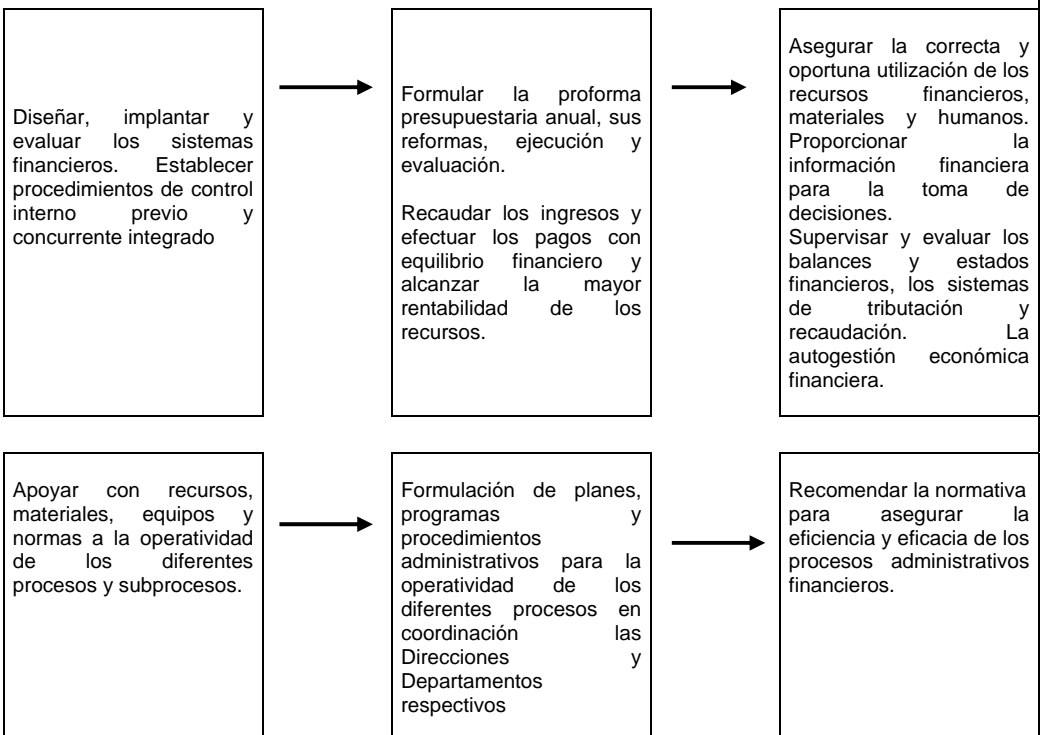 Diseñar, implantar y
evaluar los sistemas
financieros. Establecer
procedimientos de control
interno previo y
concurrente integrado
Formular la proforma
presupuestaria anual, sus
reformas, ejecución y
evaluación.
Recaudar los ingresos y
efectuar los pagos con
equilibrio financiero y
alcanzar la mayor
rentabilidad de los
recursos.
Asegurar la correcta y
oportuna utilización de los
recursos financieros,
materiales y humanos.
Proporcionar la
información financiera
para la toma de
decisiones.
Supervisar y evaluar los
balances y estados
financieros, los sistemas
de tributación y
recaudación. La
autogestión económica
financiera.
Apoyar con recursos,
materiales, equipos y
normas a la operatividad
de los diferentes
procesos y subprocesos.
Formulación de planes,
programas y
procedimientos
administrativos para la
operatividad de los
diferentes procesos en
coordinación las
Direcciones y
Departamentos
respectivos
Recomendar la normativa
para asegurar la
eficiencia y eficacia de los
procesos administrativos
financieros.